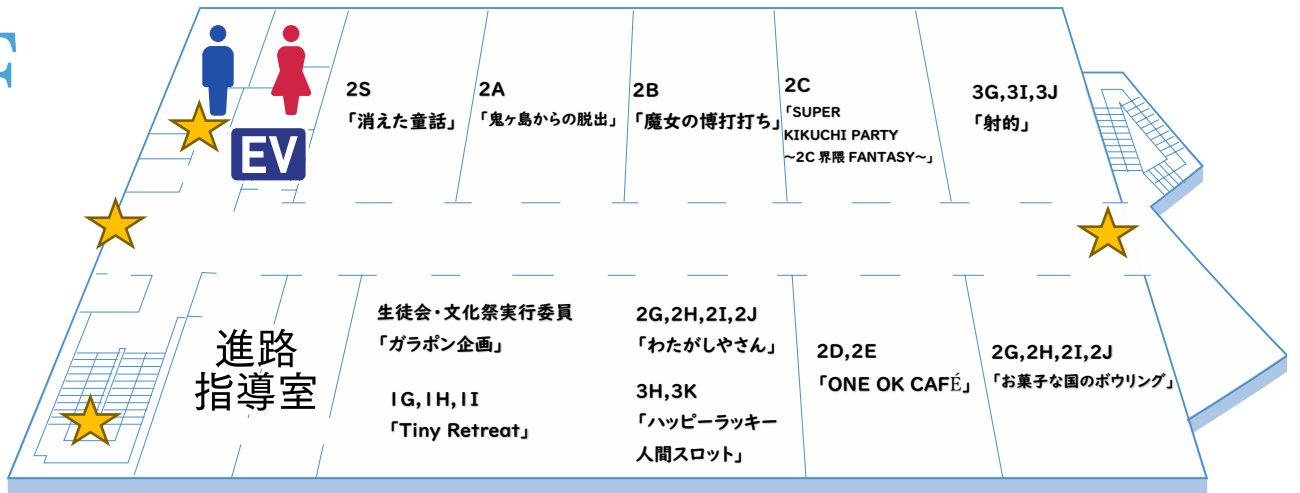 F
EV
2S
「消えた童話」
2A
「鬼ヶ島からの脱出」
2B
「魔女の博打打ち」
2C
「SUPER
KIKUCHI PARTY
～2C 界隈 FANTASY～」
3G,3I,3J
「射的」
進路
指導室
生徒会・文化祭実行委員
「ガラポン企画」
1G,1H,1I
「Tiny Retreat」
2G,2H,2I,2J
「わたがしやさん」
3H,3K
「ハッピーラッキー
人間スロット」
2D,2E
「ONE OK CAFÉ」
2G,2H,2I,2J
「お菓子な国のボウリング」